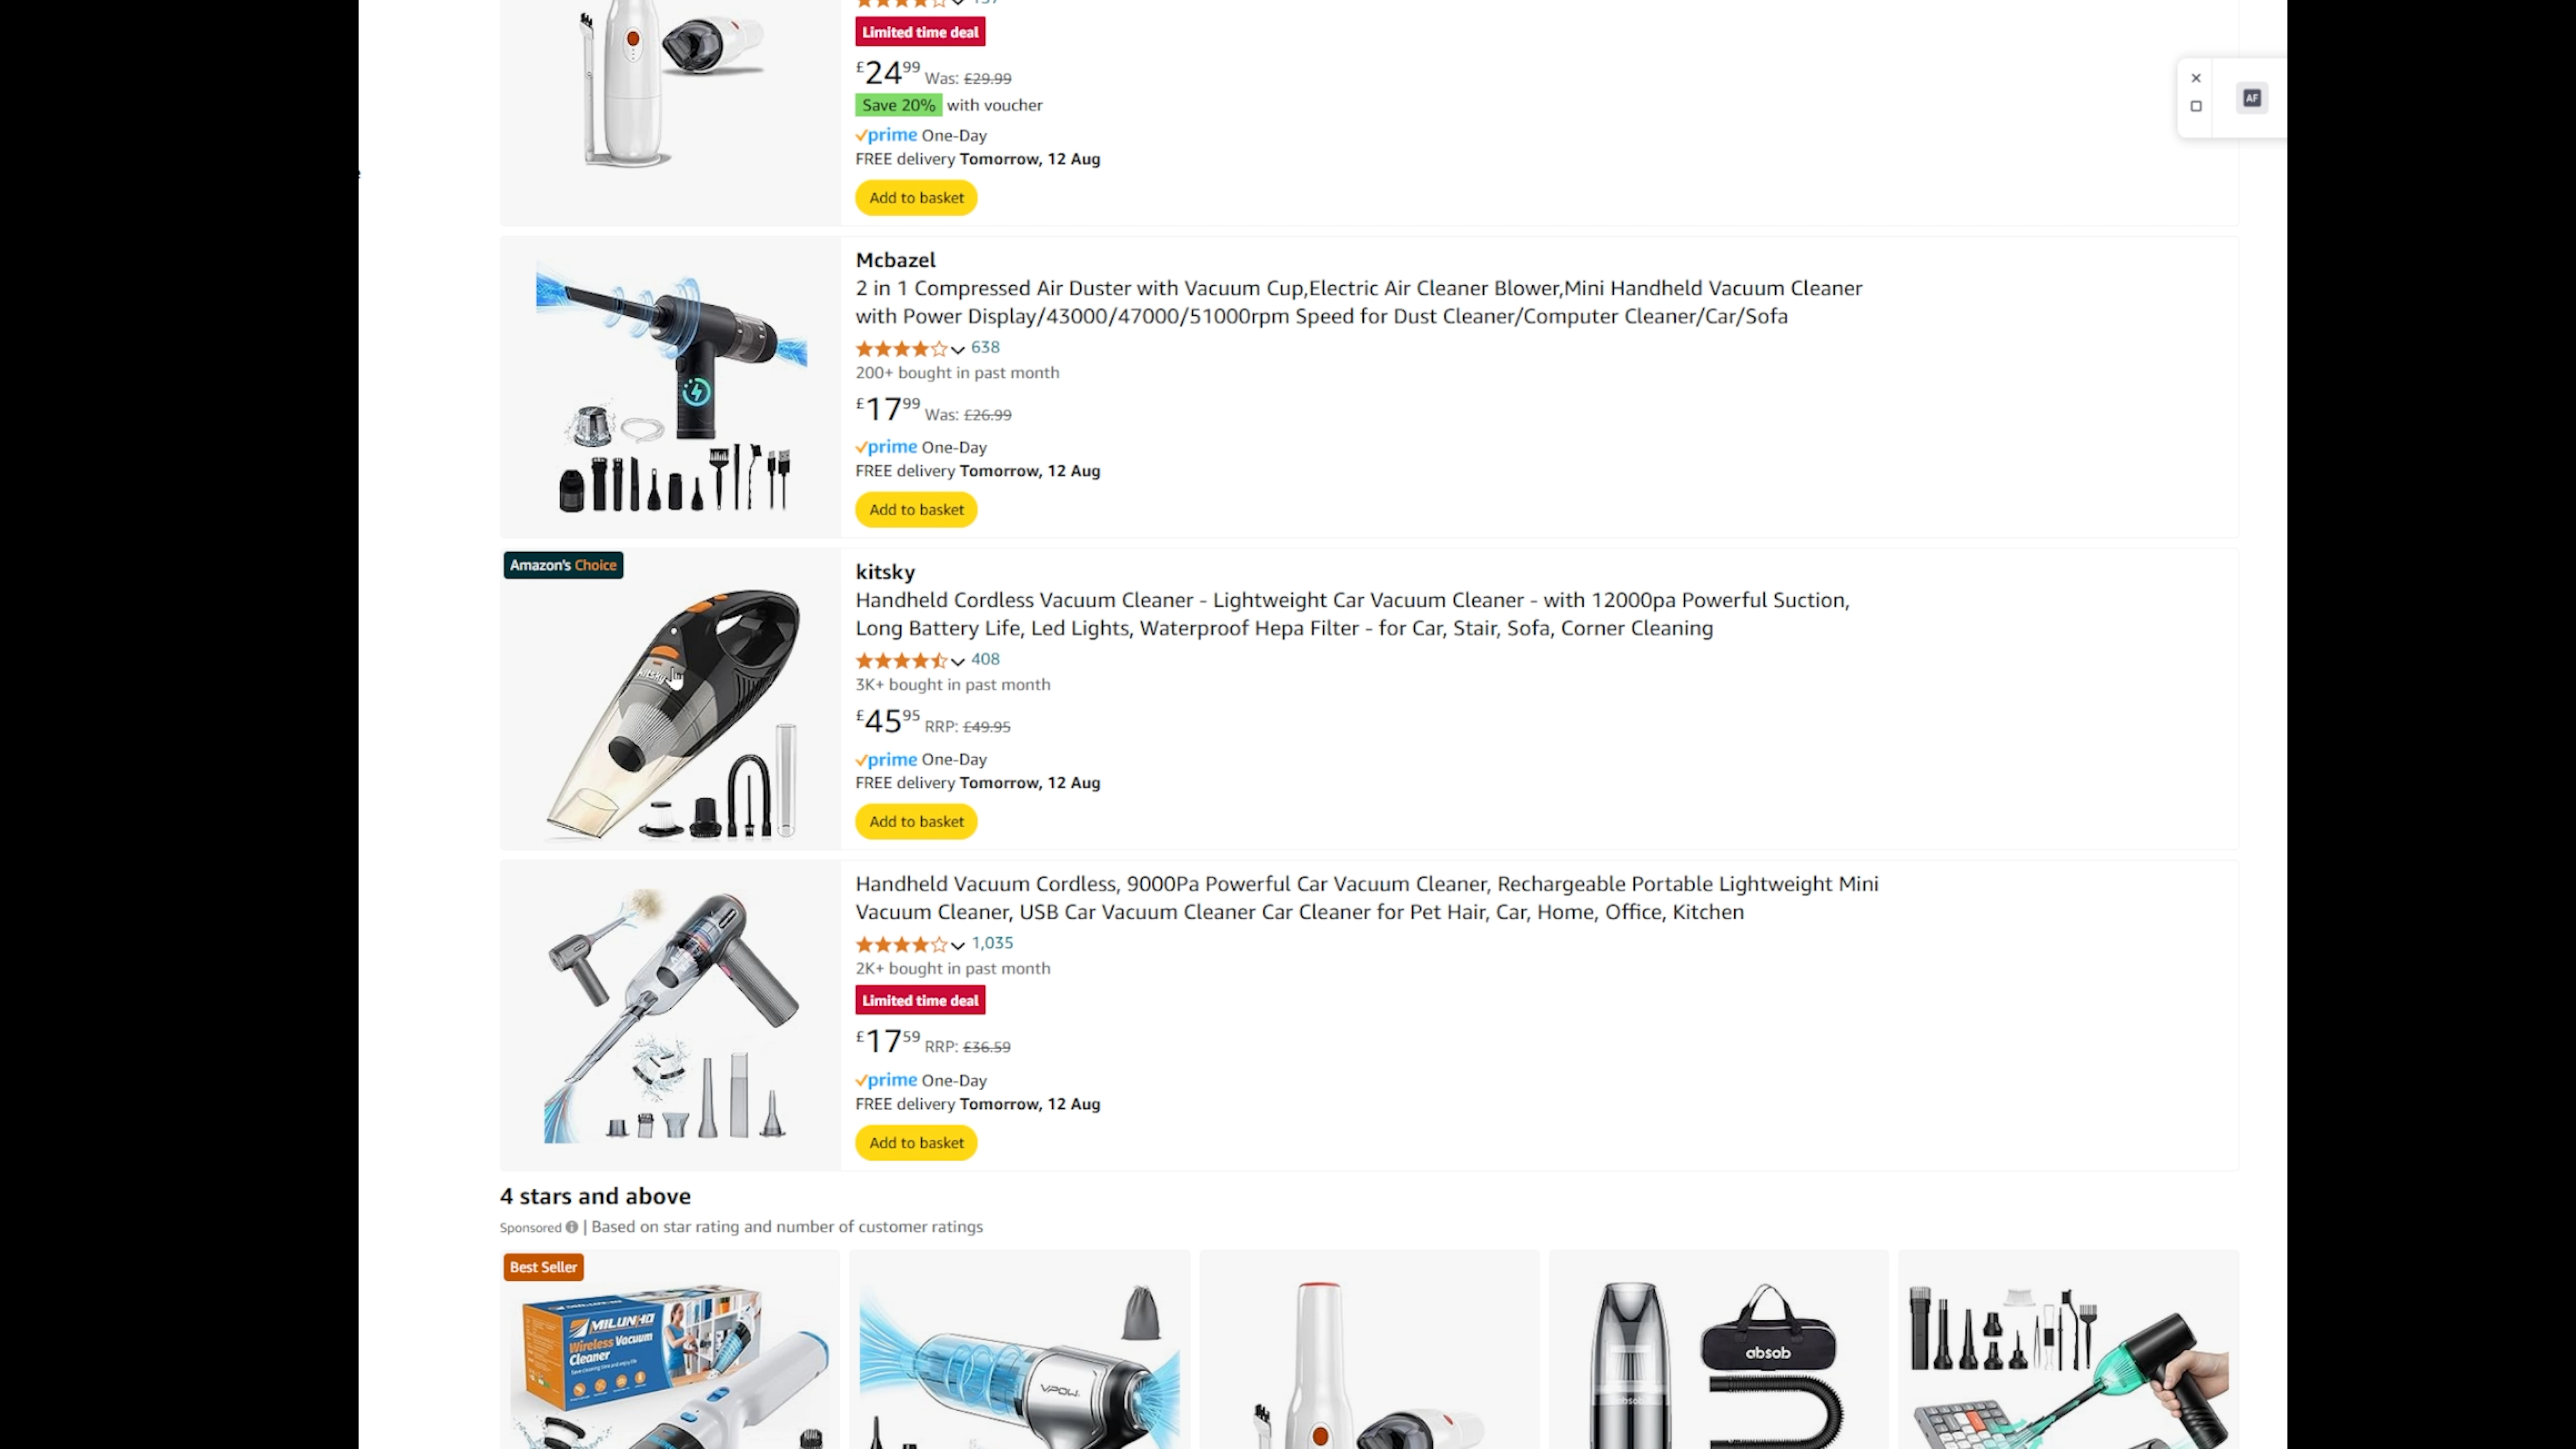 Limited time deal
£24.99 Was: £29.99
Save 20% with voucher
prime One-Day
FREE delivery Tomorrow, 12 Aug
Add to basket
AF
Mcbazel
2 in 1 Compressed Air Duster with Vacuum Cup,Electric Air Cleaner Blower,Mini Handheld Vacuum Cleaner
with Power Display/43000/47000/51000rpm Speed for Dust Cleaner/Computer Cleaner/Car/Sofa
638
200+ bought in past month
£17.99 Was: £26.99
prime One-Day
FREE delivery Tomorrow, 12 Aug
Add to basket
Amazon's Choice
kitsky
kitsky
Handheld Cordless Vacuum Cleaner - Lightweight Car Vacuum Cleaner - with 12000pa Powerful Suction,
Long Battery Life, Led Lights, Waterproof Hepa Filter - for Car, Stair, Sofa, Corner Cleaning
408
3K+ bought in past month
£45.95 RRP: £49.95
prime One-Day
FREE delivery Tomorrow, 12 Aug
Add to basket
Handheld Vacuum Cordless, 9000Pa Powerful Car Vacuum Cleaner, Rechargeable Portable Lightweight Mini
Vacuum Cleaner, USB Car Vacuum Cleaner Car Cleaner for Pet Hair, Car, Home, Office, Kitchen
1,035
2K+ bought in past month
Limited time deal
£17.59 RRP: £36.59
prime One-Day
FREE delivery Tomorrow, 12 Aug
Add to basket
4 stars and above
Sponsored | Based on star rating and number of customer ratings
Best Seller
MILUNHO
Wireless Vacuum
Cleaner
VPOW.
absob
absob